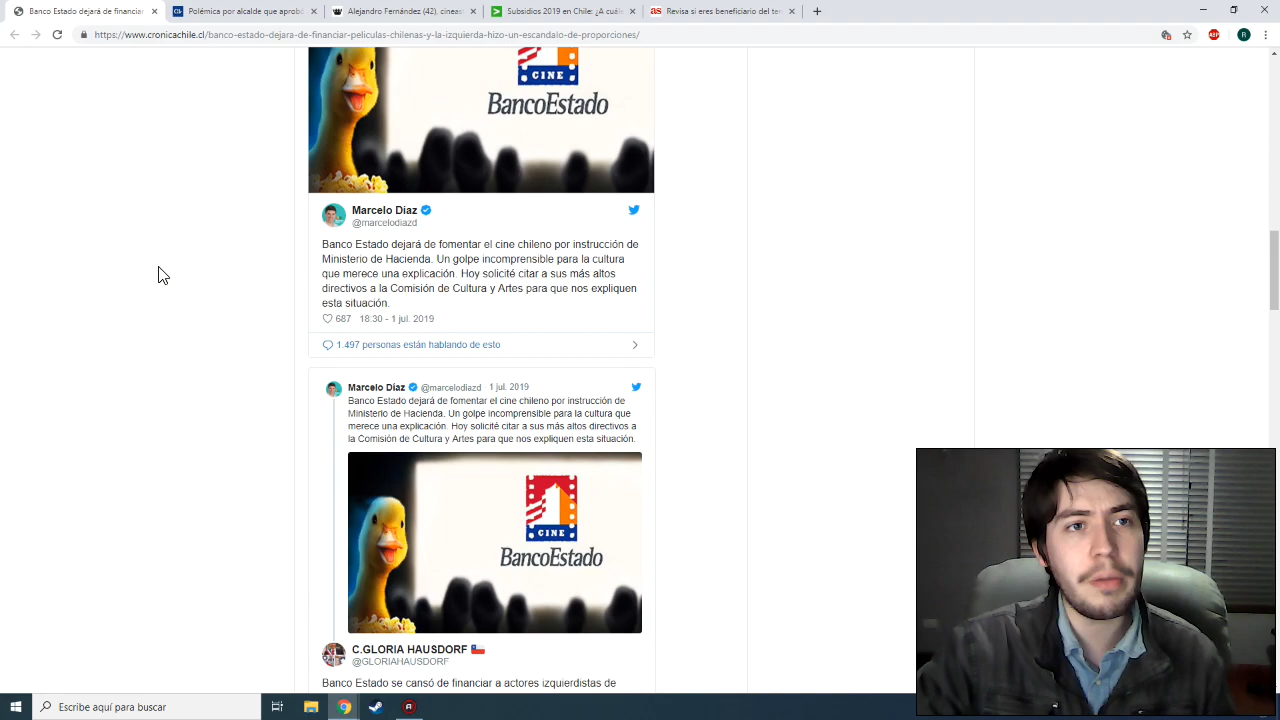 Banco Estado dejará de financiar
Polémica por alcalde que aprobó
Alejandro Fernández (42), cineas
Subsidios 2019 en Chile: ¿A cuále
Revisa si eres beneficiario del ter
https://www.cronicachile.cl/banco-estado-dejara-de-financiar-peliculas-chilenas-y-la-izquierda-hizo-un-escandalo-de-proporciones/
CINE
BancoEstado
Marcelo Díaz
@marcelodiazd
Banco Estado dejará de fomentar el cine chileno por instrucción de
Ministerio de Hacienda. Un golpe incomprensible para la cultura
que merece una explicación. Hoy solicité citar a sus más altos
directivos a la Comisión de Cultura y Artes para que nos expliquen
esta situación.
687 18:30 - 1 jul. 2019
1.497 personas están hablando de esto
Marcelo Díaz @marcelodiazd 1 jul. 2019
Banco Estado dejará de fomentar el cine chileno por instrucción de
Ministerio de Hacienda. Un golpe incomprensible para la cultura que
merece una explicación. Hoy solicité citar a sus más altos directivos a
la Comisión de Cultura y Artes para que nos expliquen esta situación.
CINE
BancoEstado
C.GLORIA HAUSDORF
@GLORIAHAUSDORF
Banco Estado se cansó de financiar a actores izquierdistas de
Escribe aquí para buscar